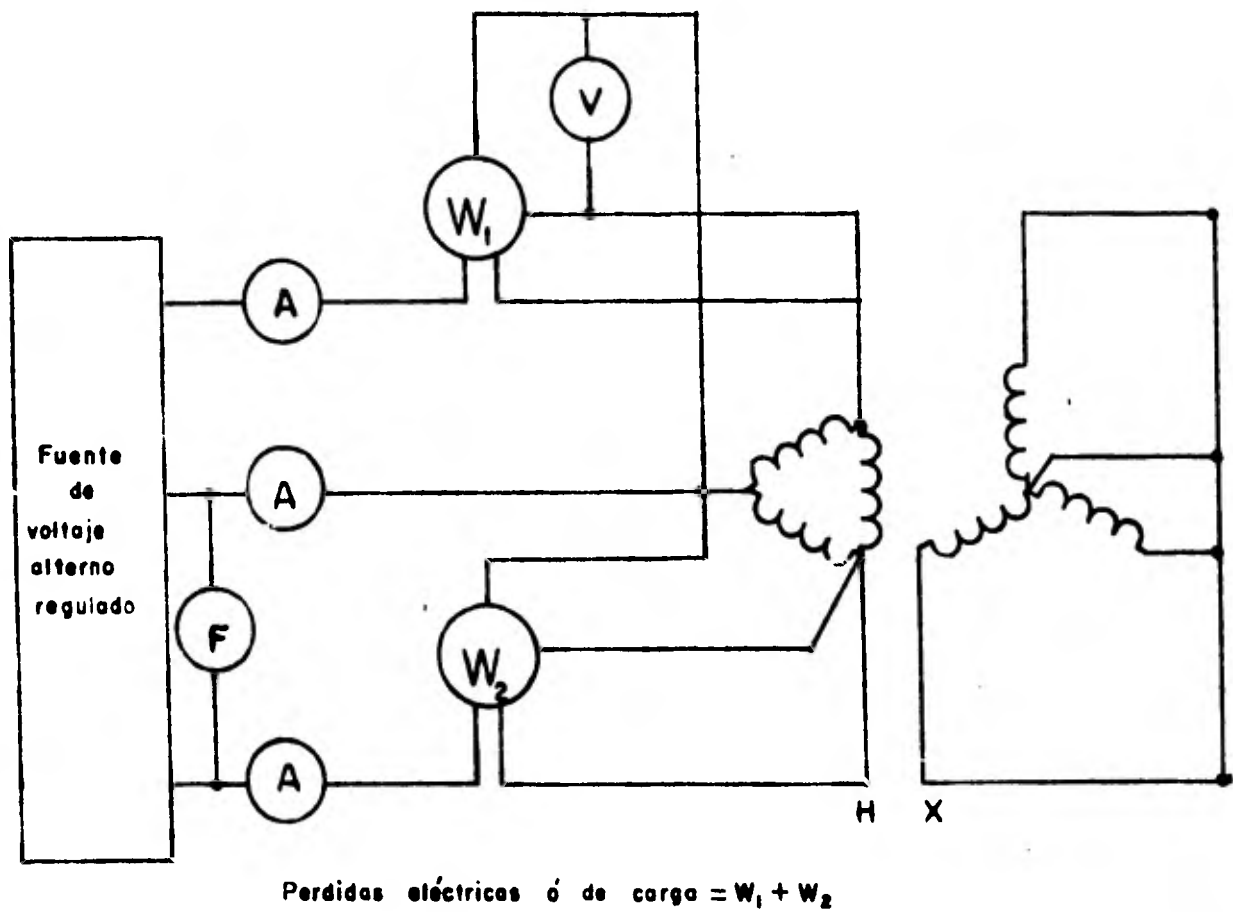 V
W₁
A
Fuente
de
voltaje
alterno
regulado
A
F
W₂
A
H X
Perdidas eléctricas ó de carga = W₁ + W₂